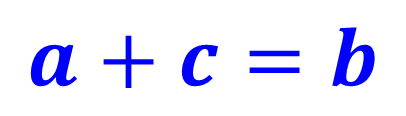 a + c = b